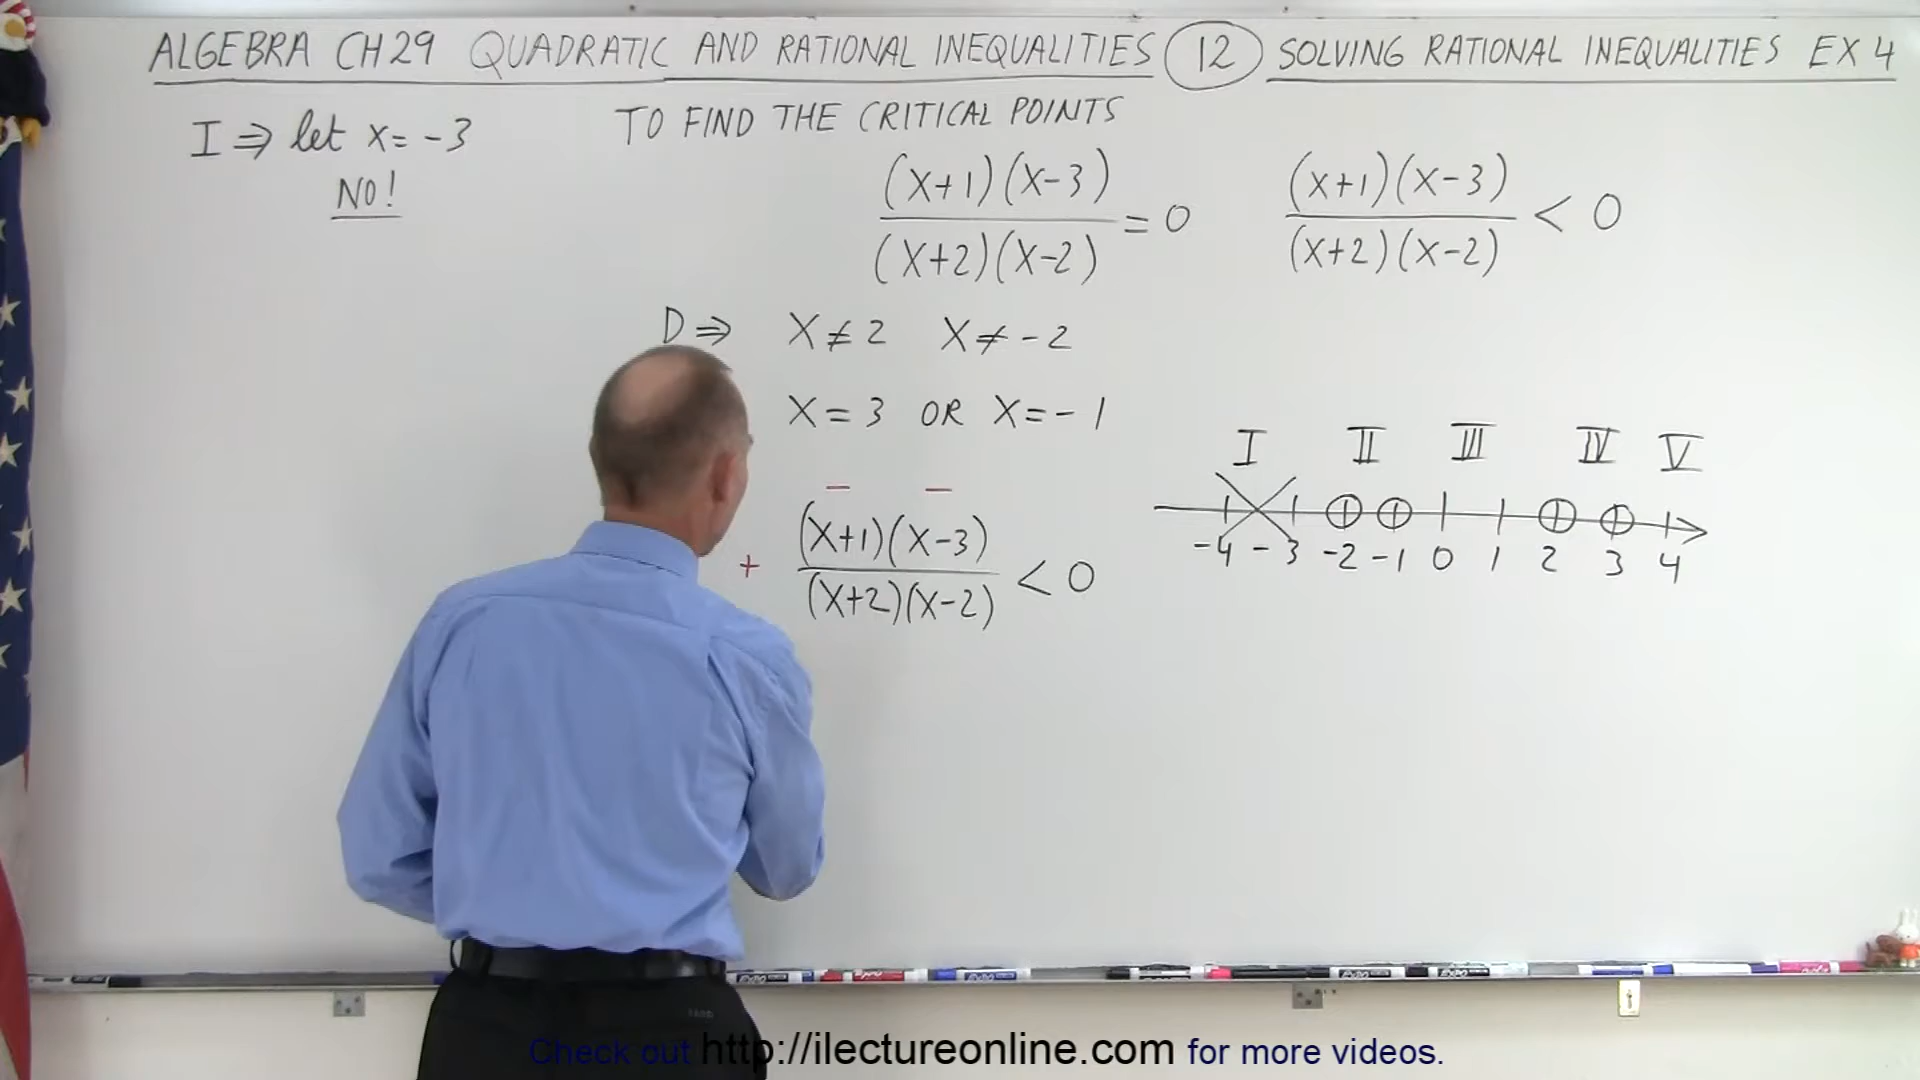 ALGEBRA CH29 QUADRATIC AND RATIONAL INEQUALITIES (12) SOLVING RATIONAL INEQUALITIES EX 4
I ⇒ let x = -3
NO!
TO FIND THE CRITICAL POINTS
(X+1)(X-3) / (X+2)(X-2) = 0
(X+1)(X-3) / (X+2)(X-2) < 0
D ⇒ X ≠ 2 X ≠ -2
X = 3 OR X = -1
- -
+ (X+1)(X-3) / (X+2)(X-2) < 0
I II III IV V
-4 -3 -2 -1 0 1 2 3 4
Check out http://ilectureonline.com for more videos.